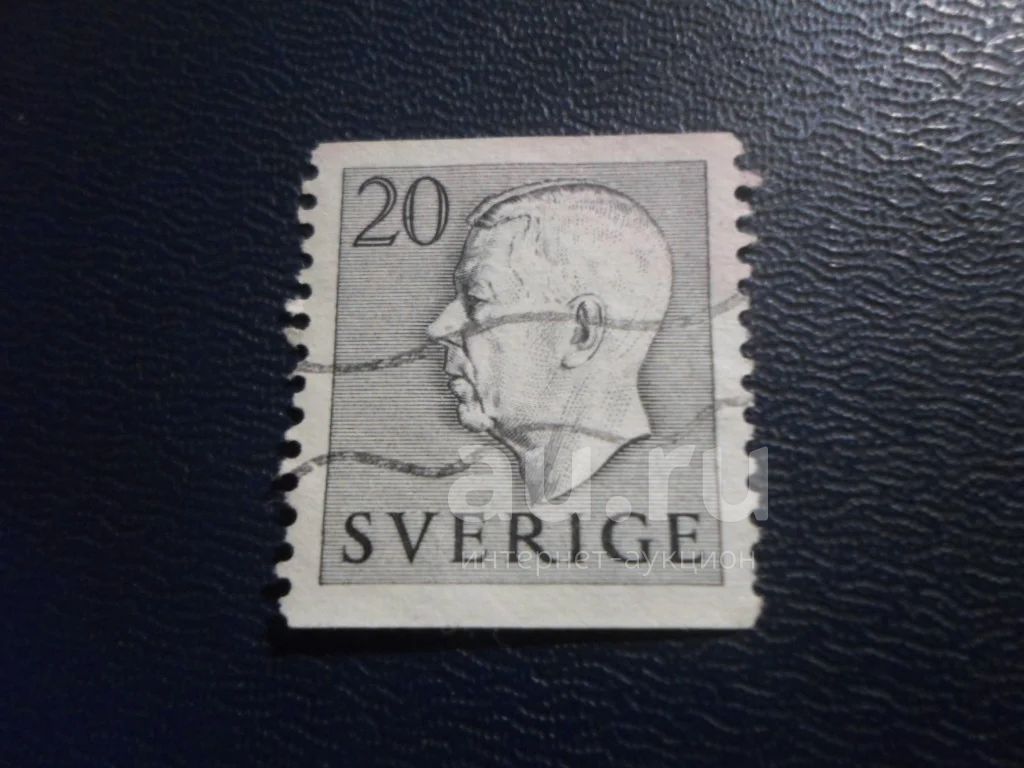 20
SVERIGE
au.ru
интернет-аукцион